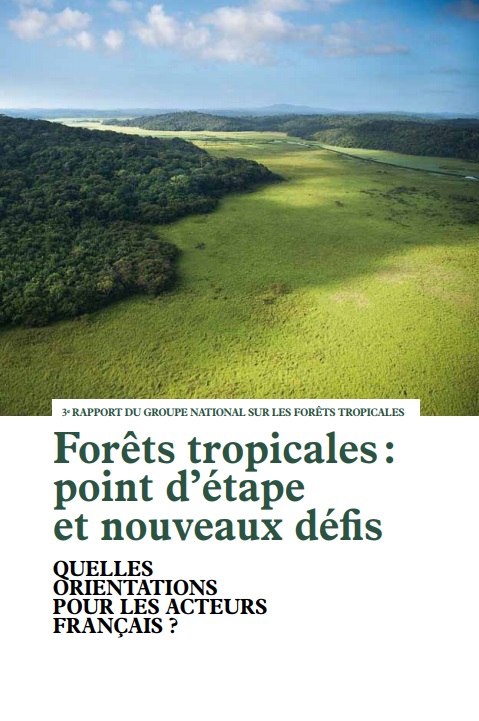 3e RAPPORT DU GROUPE NATIONAL SUR LES FORÊTS TROPICALES
Forêts tropicales :
point d’étape
et nouveaux défis
QUELLES
ORIENTATIONS
POUR LES ACTEURS
FRANÇAIS ?